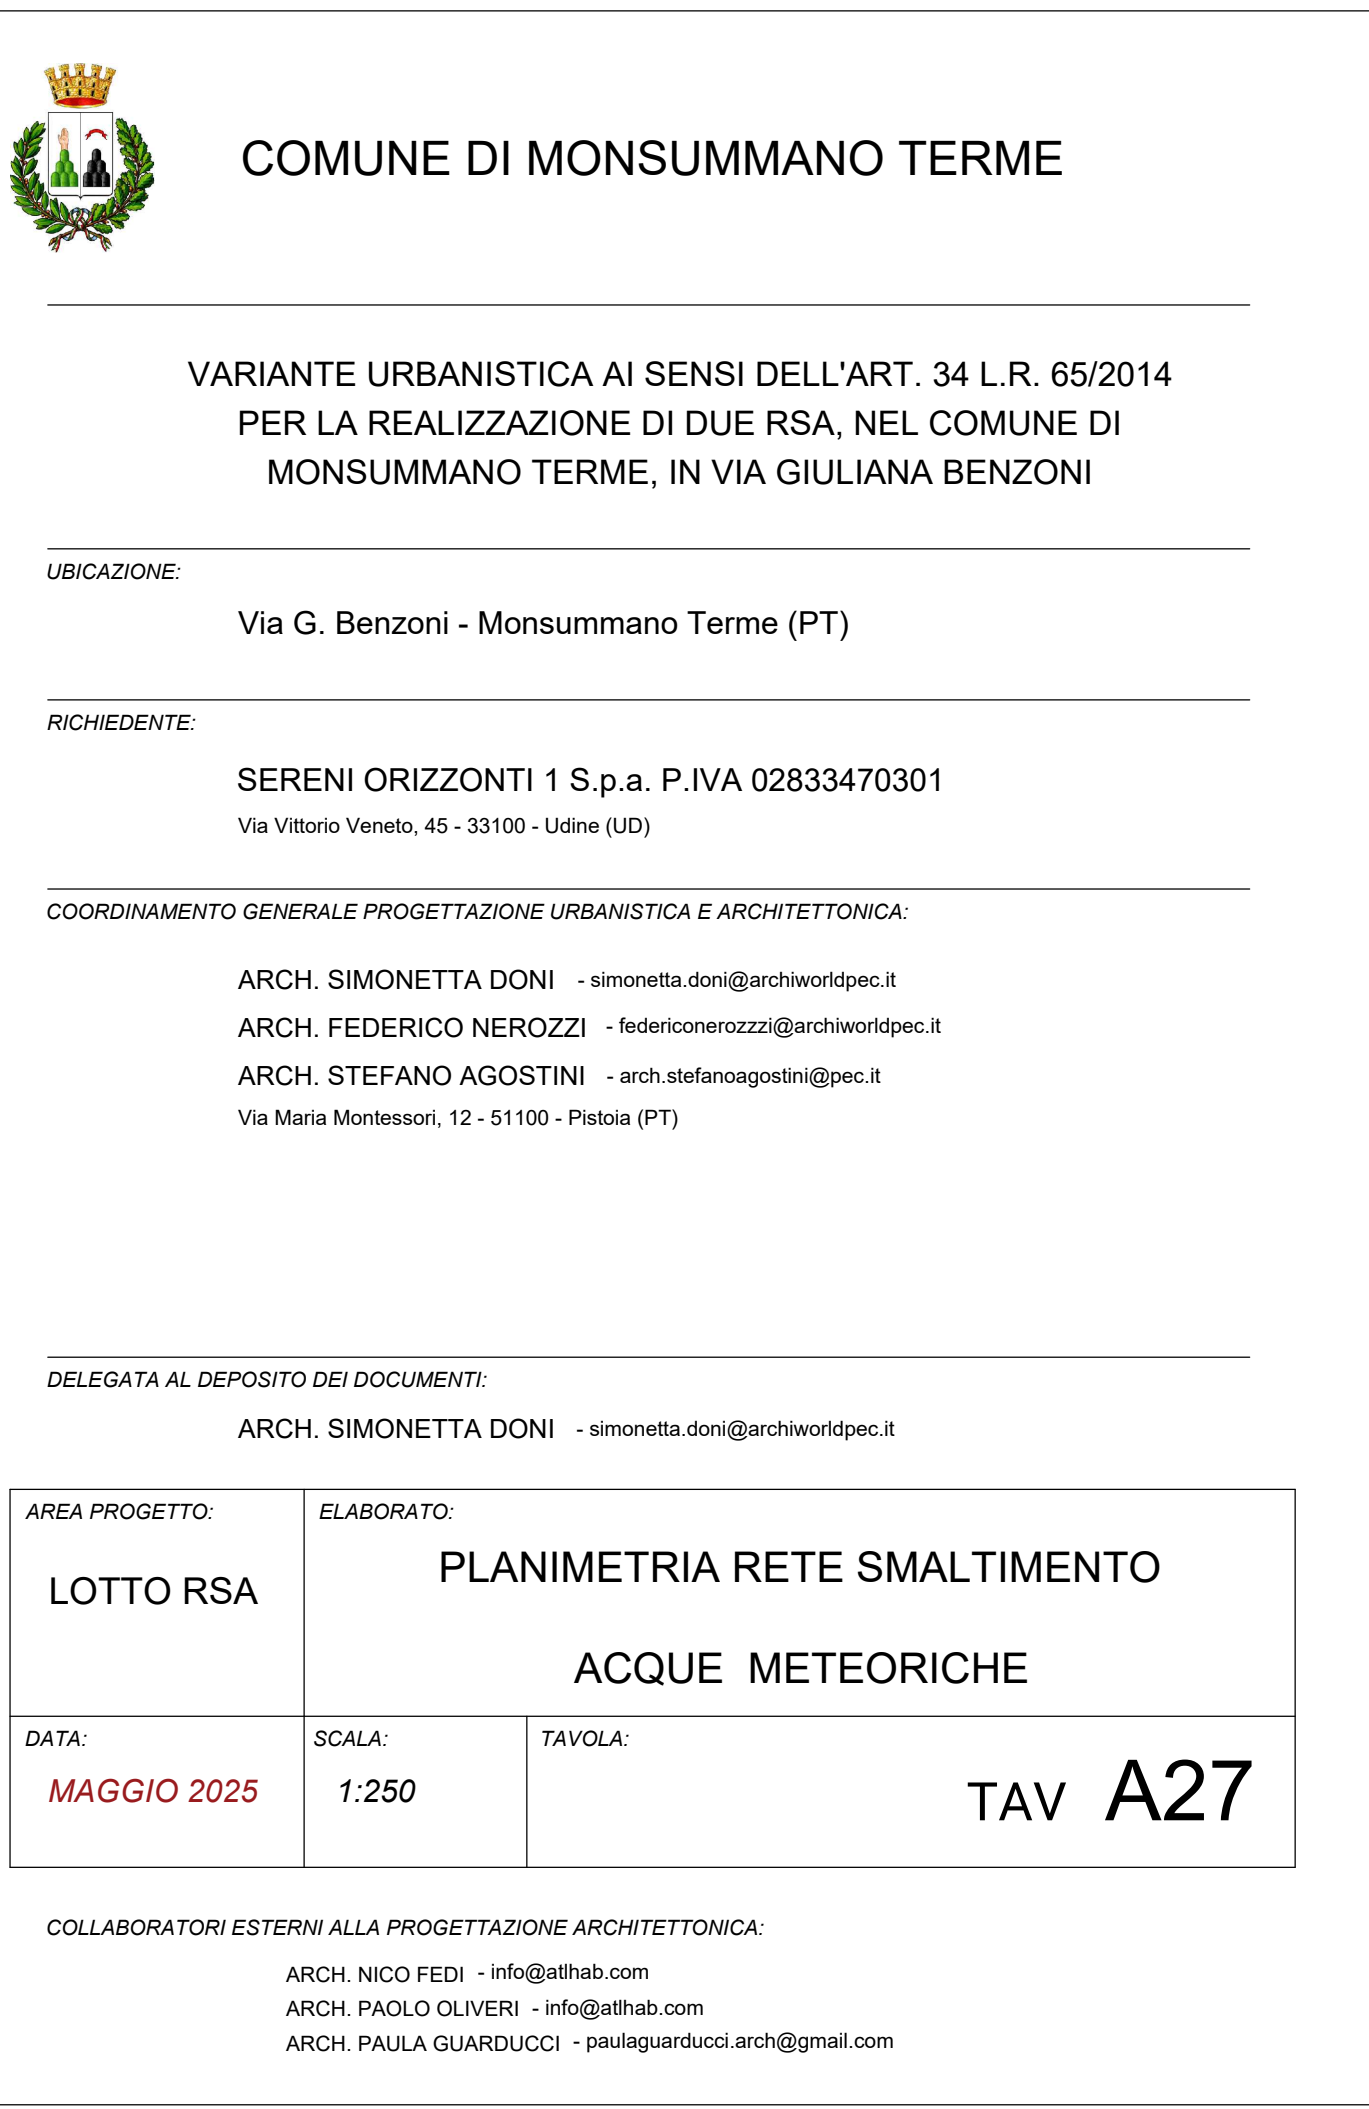 COMUNE DI MONSUMMANO TERME
VARIANTE URBANISTICA AI SENSI DELL'ART. 34 L.R. 65/2014
PER LA REALIZZAZIONE DI DUE RSA, NEL COMUNE DI
MONSUMMANO TERME, IN VIA GIULIANA BENZONI
UBICAZIONE:
Via G. Benzoni - Monsummano Terme (PT)
RICHIEDENTE:
SERENI ORIZZONTI 1 S.p.a. P.IVA 02833470301
Via Vittorio Veneto, 45 - 33100 - Udine (UD)
COORDINAMENTO GENERALE PROGETTAZIONE URBANISTICA E ARCHITETTONICA:
ARCH. SIMONETTA DONI - simonetta.doni@archiworldpec.it
ARCH. FEDERICO NEROZZI - federiconerozzzi@archiworldpec.it
ARCH. STEFANO AGOSTINI - arch.stefanoagostini@pec.it
Via Maria Montessori, 12 - 51100 - Pistoia (PT)
DELEGATA AL DEPOSITO DEI DOCUMENTI:
ARCH. SIMONETTA DONI - simonetta.doni@archiworldpec.it
AREA PROGETTO:
LOTTO RSA
ELABORATO:
PLANIMETRIA RETE SMALTIMENTO
ACQUE METEORICHE
DATA:
MAGGIO 2025
SCALA:
1:250
TAVOLA:
TAV A27
COLLABORATORI ESTERNI ALLA PROGETTAZIONE ARCHITETTONICA:
ARCH. NICO FEDI - info@atlhab.com
ARCH. PAOLO OLIVERI - info@atlhab.com
ARCH. PAULA GUARDUCCI - paulaguarducci.arch@gmail.com